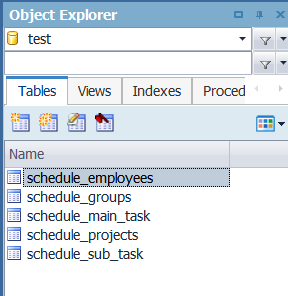 Object Explorer
test
Tables Views Indexes Proced
Name
schedule_employees
schedule_groups
schedule_main_task
schedule_projects
schedule_sub_task